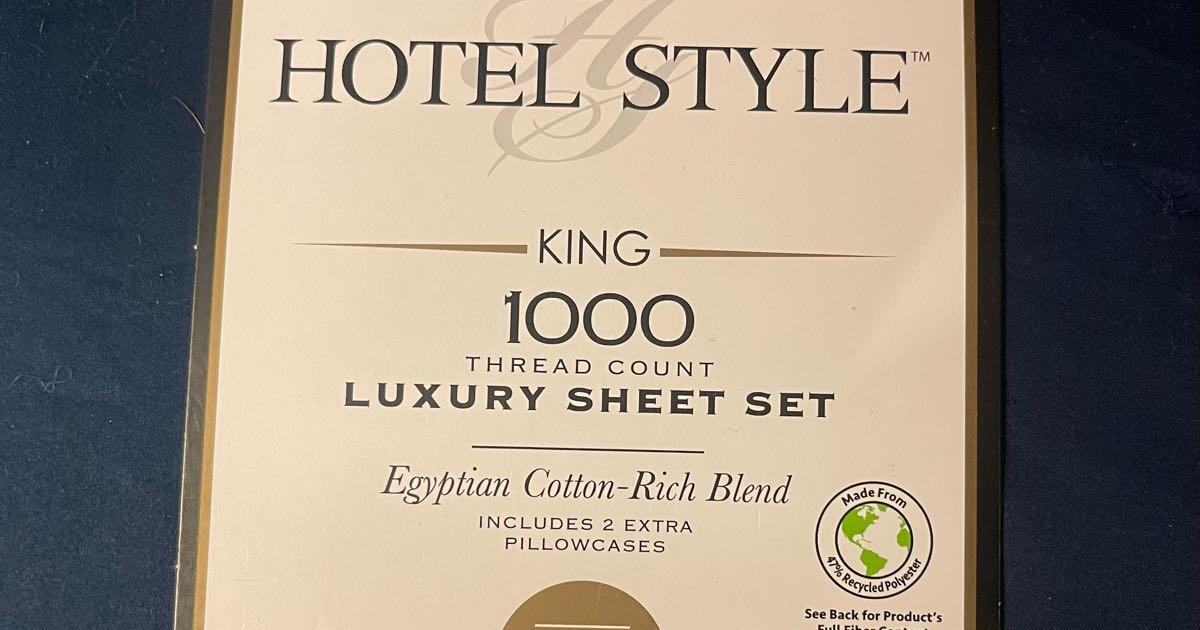 HOTEL STYLE™
KING
1000
THREAD COUNT
LUXURY SHEET SET
Egyptian Cotton-Rich Blend
INCLUDES 2 EXTRA
PILLOWCASES
Made From
47% Recycled Polyester
See Back for Product's
Full Fiber